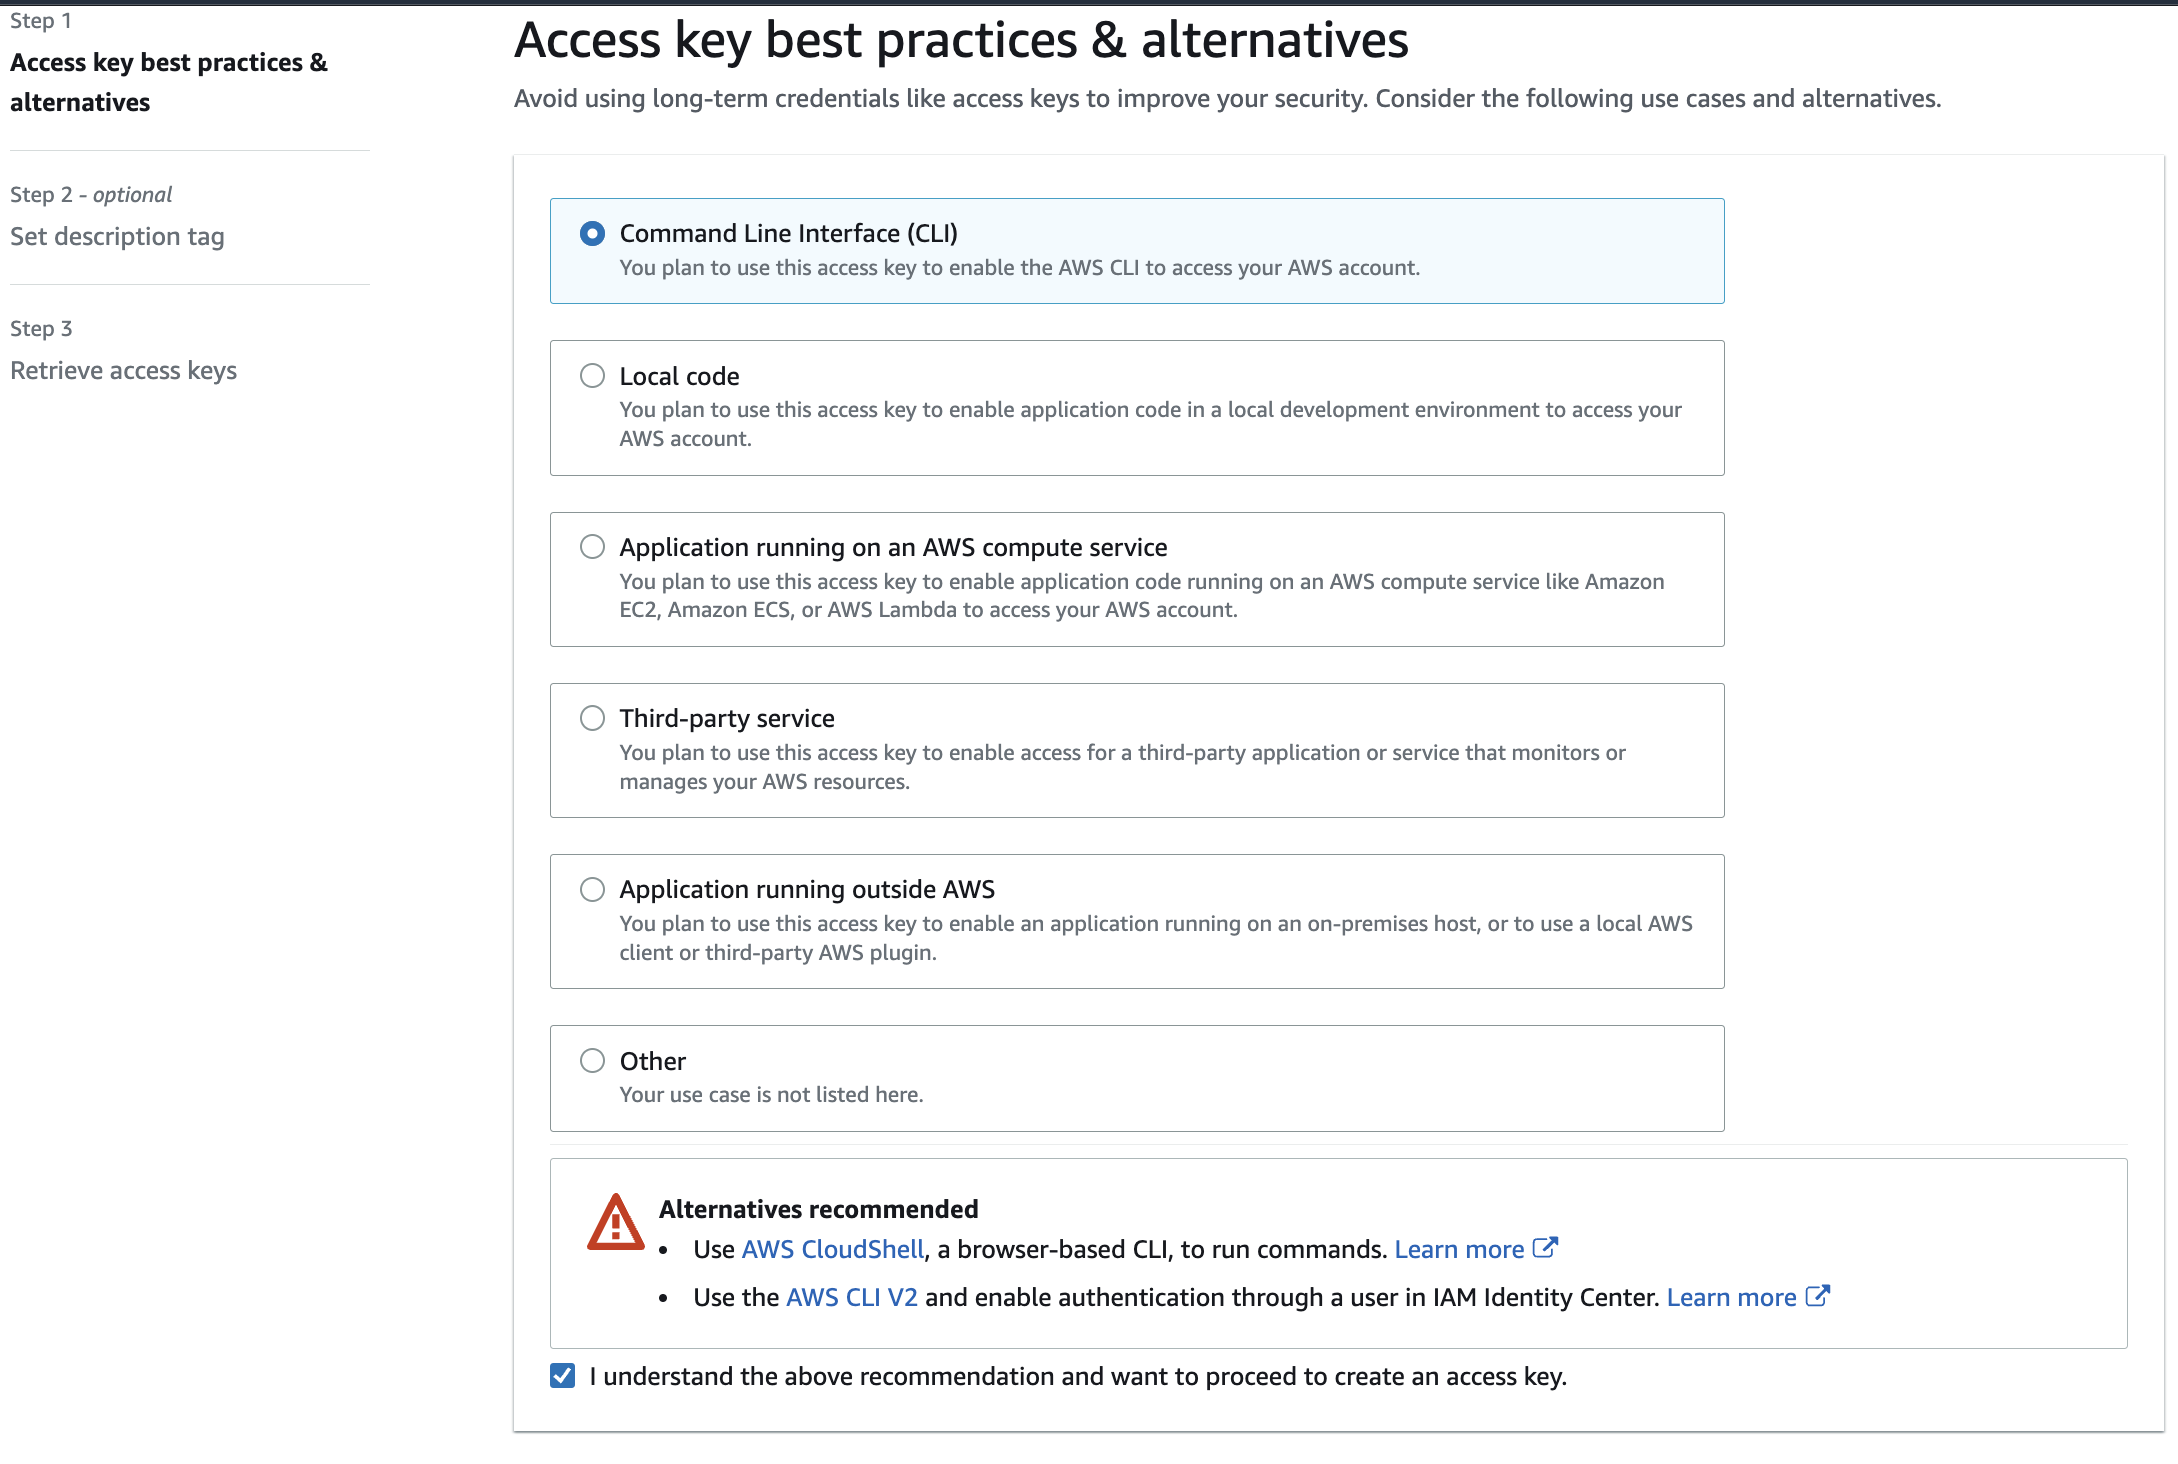 Step 1
Access key best practices &
alternatives
Step 2 - optional
Set description tag
Step 3
Retrieve access keys
Access key best practices & alternatives
Avoid using long-term credentials like access keys to improve your security. Consider the following use cases and alternatives.
Command Line Interface (CLI)
You plan to use this access key to enable the AWS CLI to access your AWS account.
Local code
You plan to use this access key to enable application code in a local development environment to access your
AWS account.
Application running on an AWS compute service
You plan to use this access key to enable application code running on an AWS compute service like Amazon
EC2, Amazon ECS, or AWS Lambda to access your AWS account.
Third-party service
You plan to use this access key to enable access for a third-party application or service that monitors or
manages your AWS resources.
Application running outside AWS
You plan to use this access key to enable an application running on an on-premises host, or to use a local AWS
client or third-party AWS plugin.
Other
Your use case is not listed here.
Alternatives recommended
• Use AWS CloudShell, a browser-based CLI, to run commands. Learn more
• Use the AWS CLI V2 and enable authentication through a user in IAM Identity Center. Learn more
I understand the above recommendation and want to proceed to create an access key.